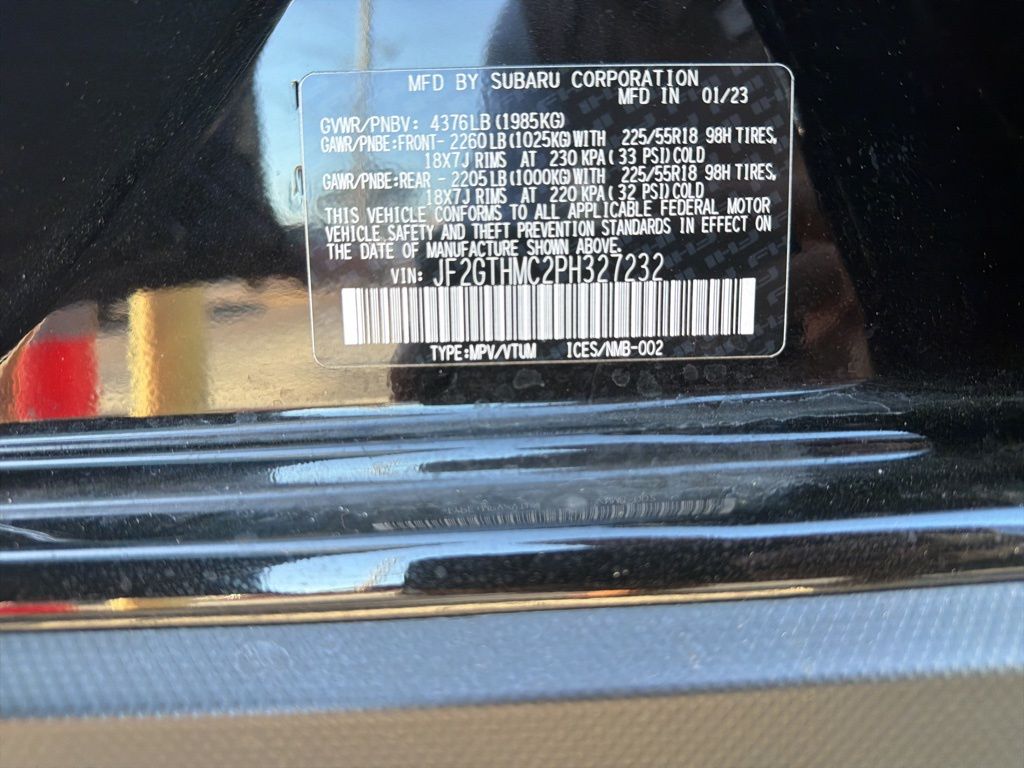 MFD BY SUBARU CORPORATION
MFD IN 01/23
GVWR/PNBV: 4376LB(1985KG)
GAWR/PNBE:FRONT- 2260LB(1025KG)WITH 225/55R18 98H TIRES,
18X7J RIMS AT 230 KPA(33 PSI)COLD
GAWR/PNBE:REAR - 2205LB(1000KG)WITH 225/55R18 98H TIRES,
18X7J RIMS AT 220 KPA(32 PSI)COLD
THIS VEHICLE CONFORMS TO ALL APPLICABLE FEDERAL MOTOR
VEHICLE SAFETY AND THEFT PREVENTION STANDARDS IN EFFECT ON
THE DATE OF MANUFACTURE SHOWN ABOVE.
VIN: JF2GTHMC2PH327232
TYPE:MPV/VTUM ICES/NMB-002